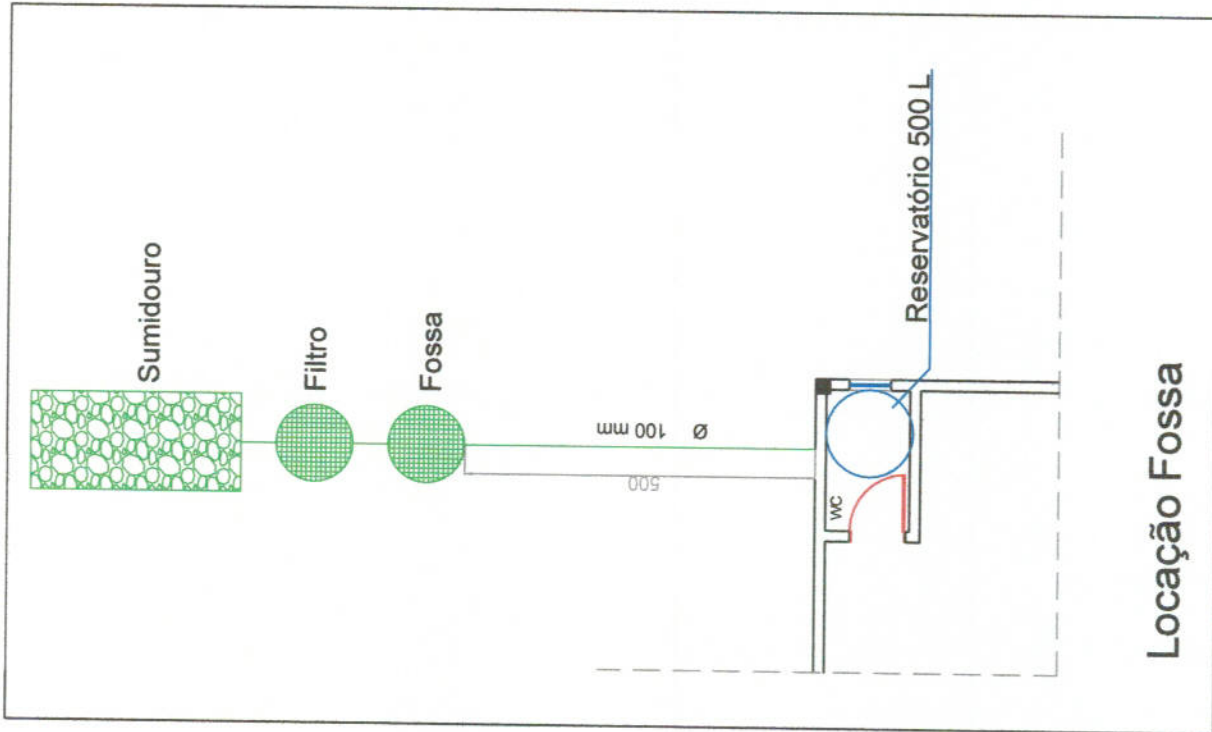 Sumidouro
Filtro
Fossa
Ø 100 mm
500
WC
Reservatório 500 L
Locação Fossa